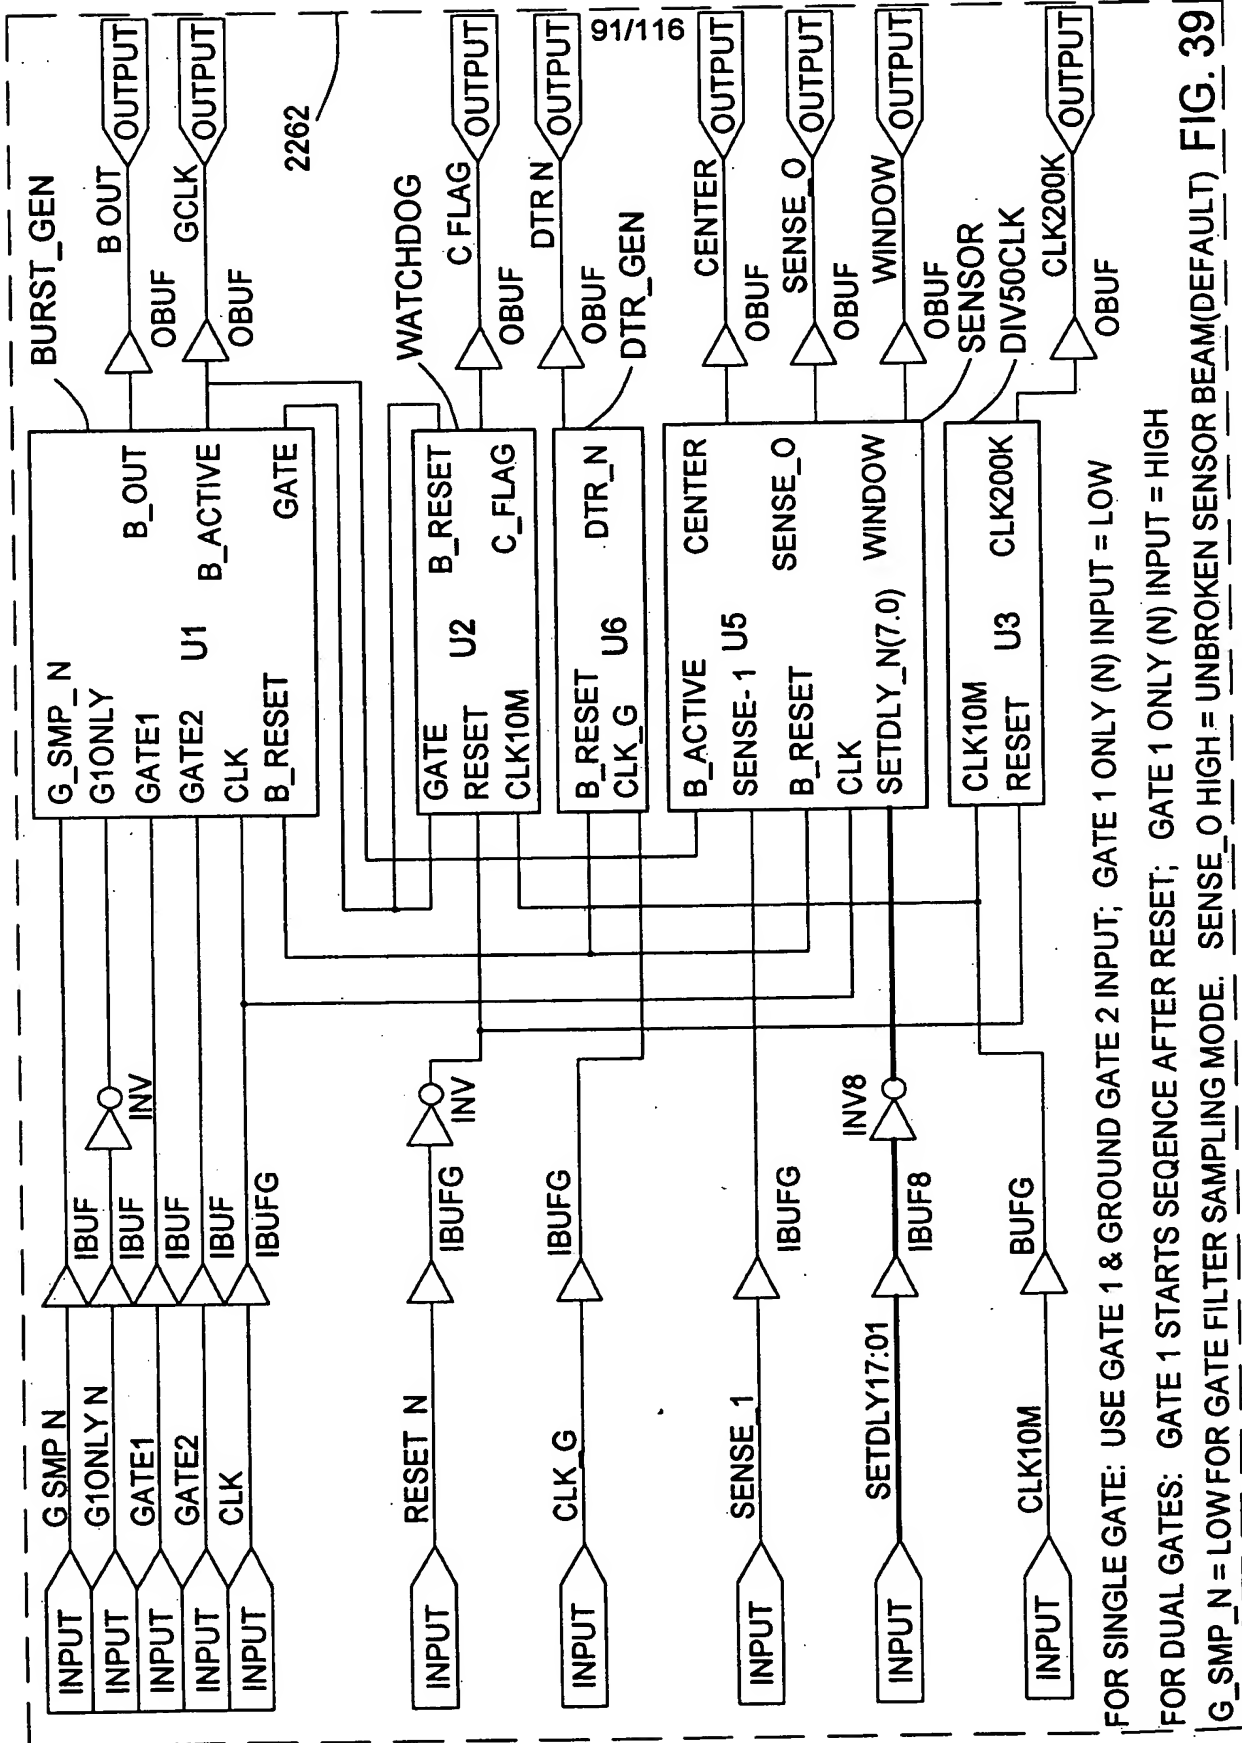 91/116
2262
INPUT
G SMP N
IBUF
INPUT
G1ONLY N
IBUF
INV
INPUT
GATE1
IBUF
INPUT
GATE2
IBUF
INPUT
CLK
IBUFG
G_SMP_N
G1ONLY
GATE1
GATE2
CLK
B_RESET
U1
B_OUT
B_ACTIVE
GATE
BURST_GEN
OBUF
B OUT
OUTPUT
OBUF
GCLK
OUTPUT
INPUT
RESET N
IBUFG
INV
GATE
RESET
CLK10M
U2
B_RESET
C_FLAG
WATCHDOG
OBUF
C FLAG
OUTPUT
INPUT
CLK_G
IBUFG
B_RESET
CLK_G
U6
DTR_N
DTR_GEN
OBUF
DTR N
OUTPUT
INPUT
SENSE_1
IBUFG
INPUT
SETDLY17:01
IBUF8
INV8
B_ACTIVE
SENSE-1
B_RESET
CLK
SETDLY_N(7.0)
U5
CENTER
SENSE_O
WINDOW
SENSOR
OBUF
CENTER
OUTPUT
OBUF
SENSE_O
OUTPUT
OBUF
WINDOW
OUTPUT
INPUT
CLK10M
BUFG
CLK10M
RESET
U3
CLK200K
DIV50CLK
OBUF
CLK200K
OUTPUT
FOR SINGLE GATE: USE GATE 1 & GROUND GATE 2 INPUT; GATE 1 ONLY (N) INPUT = LOW
FOR DUAL GATES: GATE 1 STARTS SEQENCE AFTER RESET; GATE 1 ONLY (N) INPUT = HIGH
G_SMP_N = LOW FOR GATE FILTER SAMPLING MODE. SENSE_O HIGH = UNBROKEN SENSOR BEAM(DEFAULT)
FIG. 39